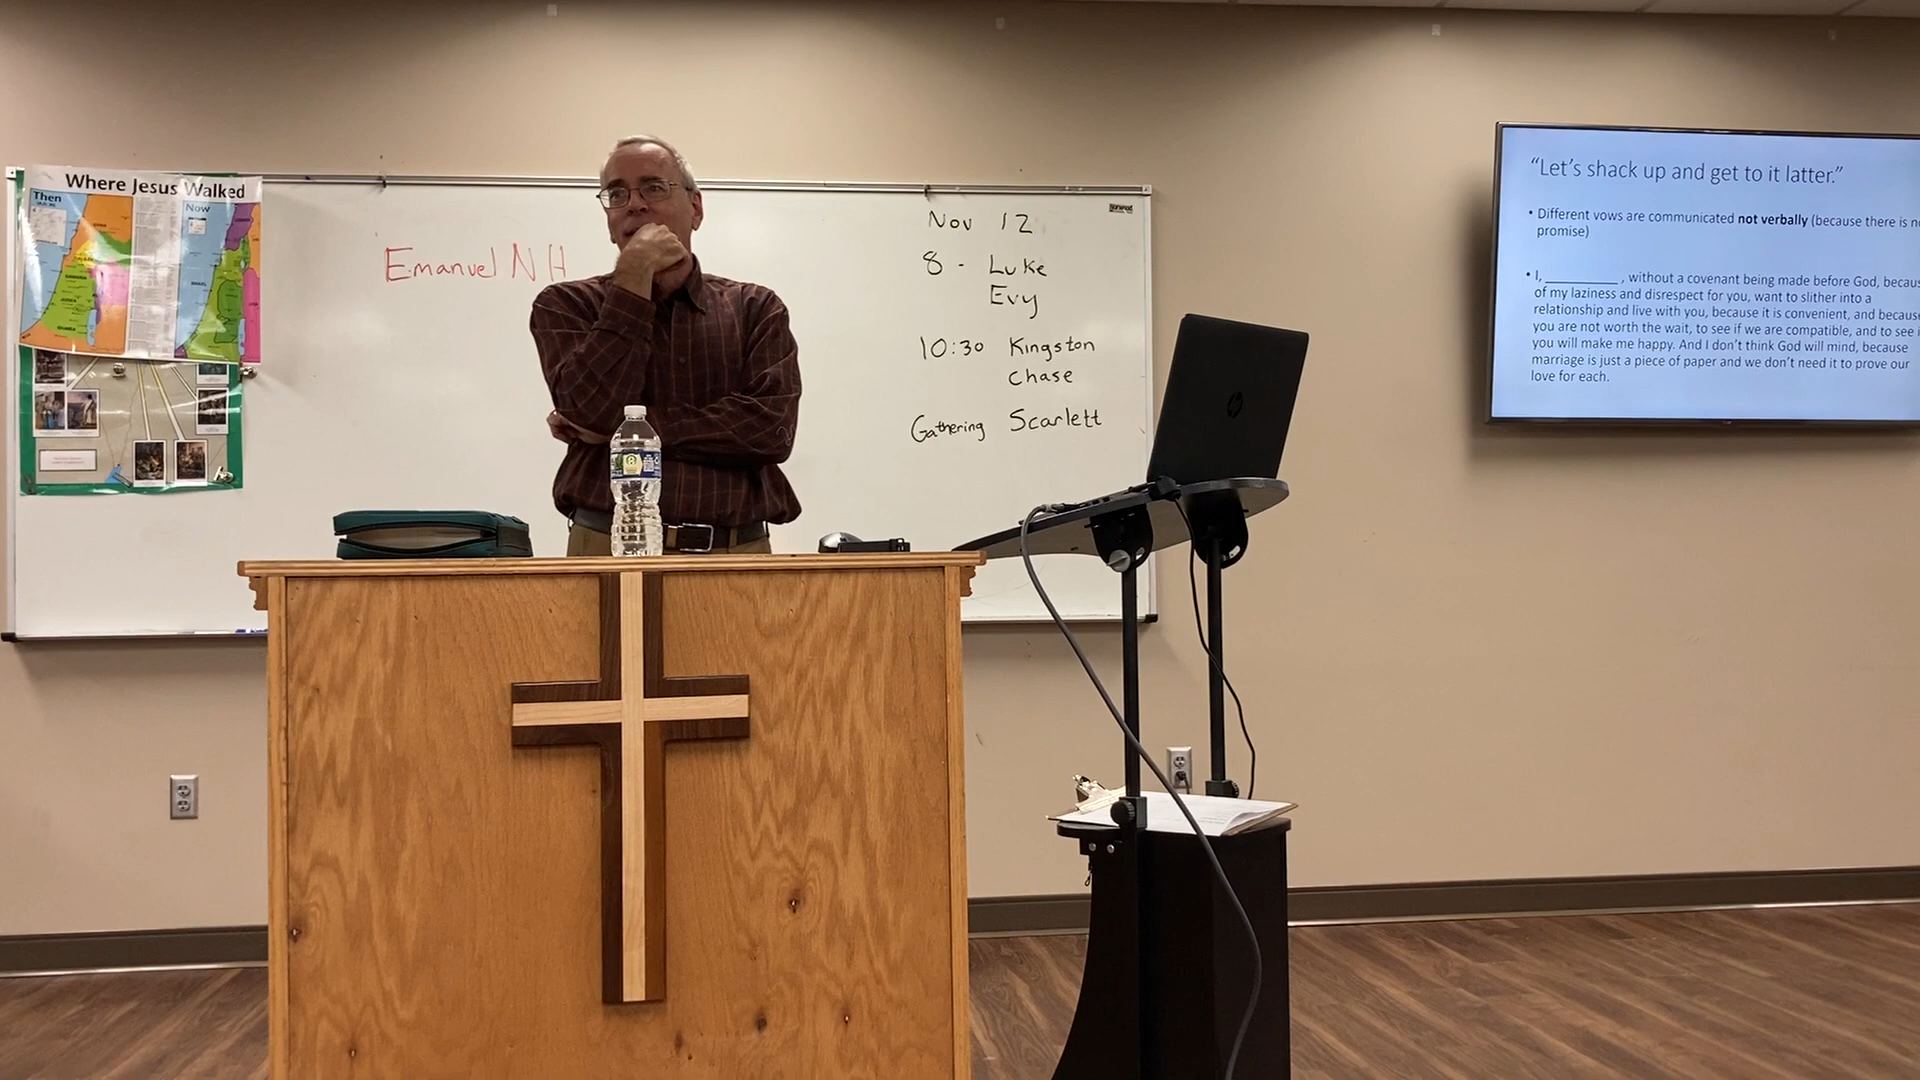 Where Jesus Walked
Then
Now
Emanuel NH
Nov 12
8 - Luke
Evy
10:30 Kingston
Chase
Gathering Scarlett
“Let’s shack up and get to it latter.”
• Different vows are communicated not verbally (because there is no
promise)
• I, __________ , without a covenant being made before God, becaus
of my laziness and disrespect for you, want to slither into a
relationship and live with you, because it is convenient, and because
you are not worth the wait, to see if we are compatible, and to see i
you will make me happy. And I don’t think God will mind, because
marriage is just a piece of paper and we don’t need it to prove our
love for each.